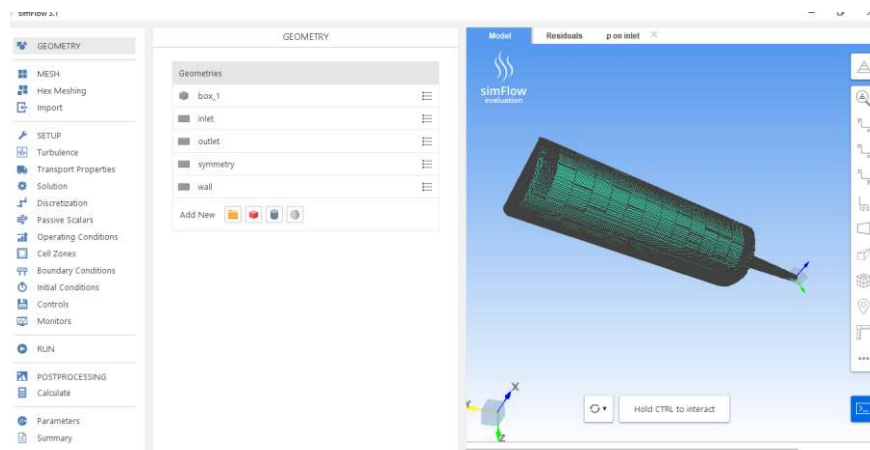 simFlow 3.1
GEOMETRY
MESH
Hex Meshing
Import
SETUP
Turbulence
Transport Properties
Solution
Discretization
Passive Scalars
Operating Conditions
Cell Zones
Boundary Conditions
Initial Conditions
Controls
Monitors
RUN
POSTPROCESSING
Calculate
Parameters
Summary
GEOMETRY
Geometries
box_1
inlet
outlet
symmetry
wall
Add New
Model
Residuals
p on inlet
simFlow
evaluation
X
Z
Hold CTRL to interact